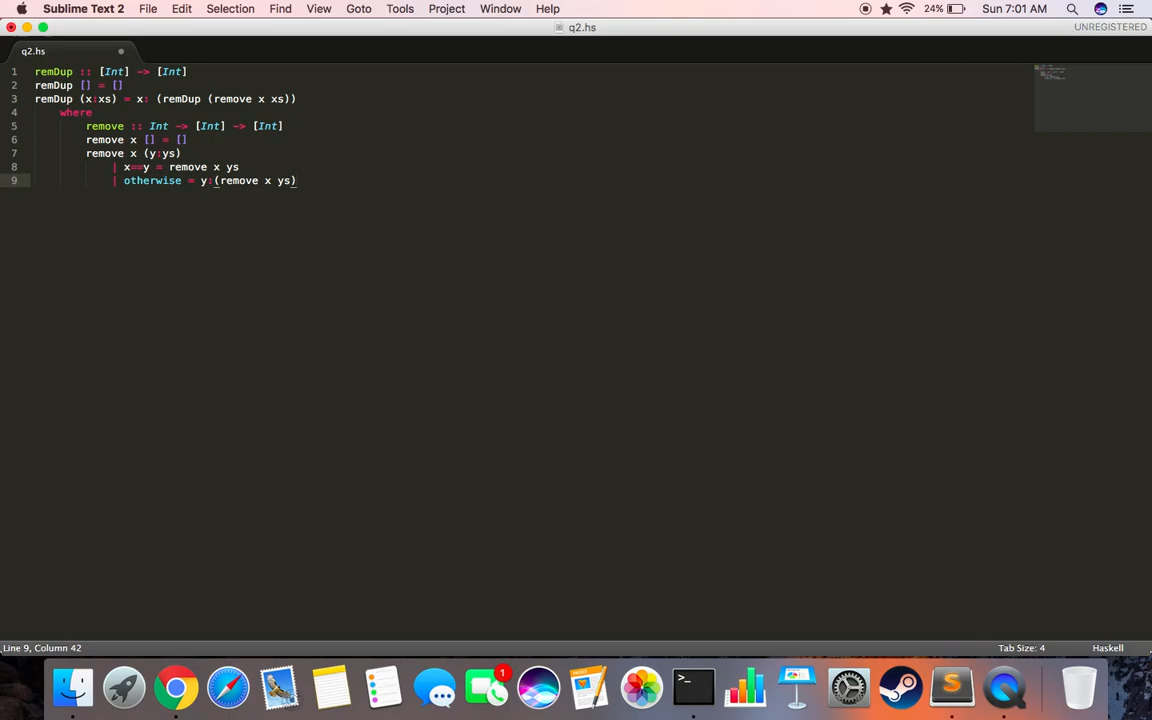 Sublime Text 2 File Edit Selection Find View Goto Tools Project Window Help 24% Sun 7:01 AM
q2.hs UNREGISTERED
q2.hs
1 remDup :: [Int] -> [Int]
2 remDup [] = []
3 remDup (x:xs) = x: (remDup (remove x xs))
4 where
5 remove :: Int -> [Int] -> [Int]
6 remove x [] = []
7 remove x (y:ys)
8 | x==y = remove x ys
9 | otherwise = y:(remove x ys)
Line 9, Column 42 Tab Size: 4 Haskell
1
>_
S